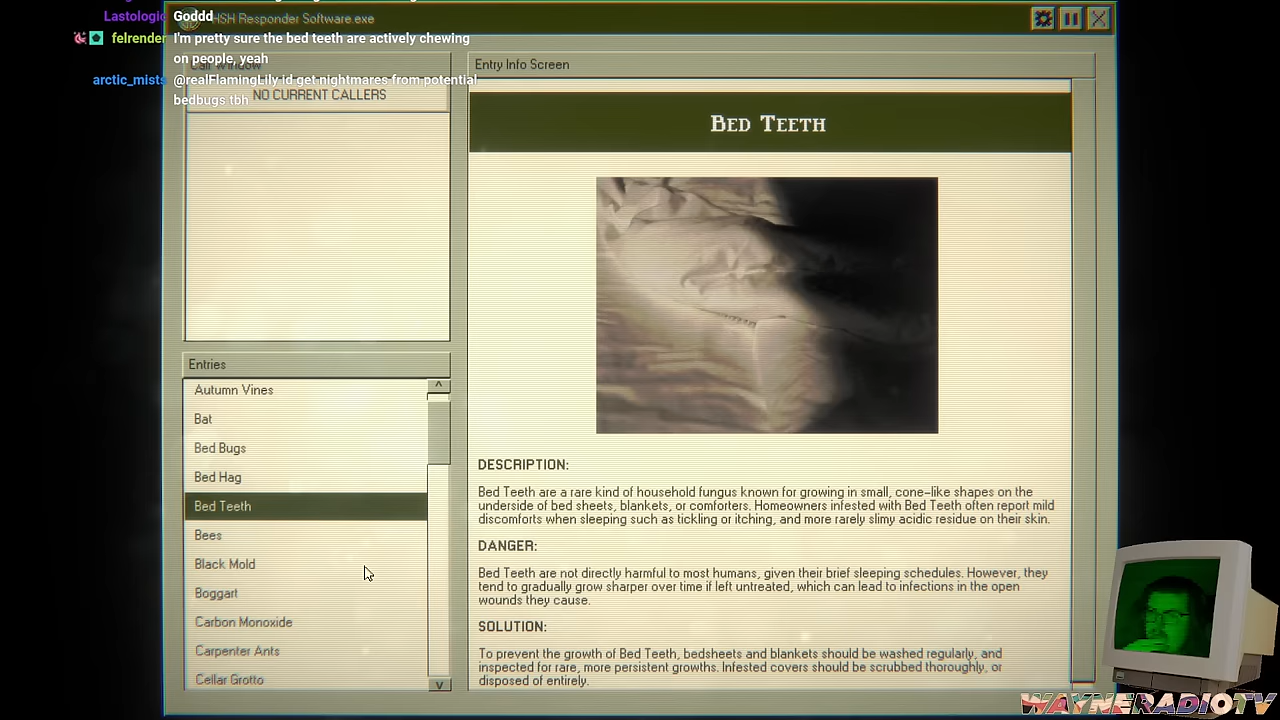 Lastologic Goddd
felrender I'm pretty sure the bed teeth are actively chewing
on people, yeah
arctic_mists @realFlamingLily id get nightmares from potential
bedbugs tbh
HSH Responder Software.exe
Call Window
NO CURRENT CALLERS
Entries
Autumn Vines
Bat
Bed Bugs
Bed Hag
Bed Teeth
Bees
Black Mold
Boggart
Carbon Monoxide
Carpenter Ants
Cellar Grotto
Entry Info Screen
Bed Teeth
DESCRIPTION:
Bed Teeth are a rare kind of household fungus known for growing in small, cone-like shapes on the
underside of bed sheets, blankets, or comforters. Homeowners infested with Bed Teeth often report mild
discomforts when sleeping such as tickling or itching, and more rarely slimy acidic residue on their skin.
DANGER:
Bed Teeth are not directly harmful to most humans, given their brief sleeping schedules. However, they
tend to gradually grow sharper over time if left untreated, which can lead to infections in the open
wounds they cause.
SOLUTION:
To prevent the growth of Bed Teeth, bedsheets and blankets should be washed regularly, and
inspected for rare, more persistent growths. Infested covers should be scrubbed thoroughly, or
disposed of entirely.
WAYNERADIOTV